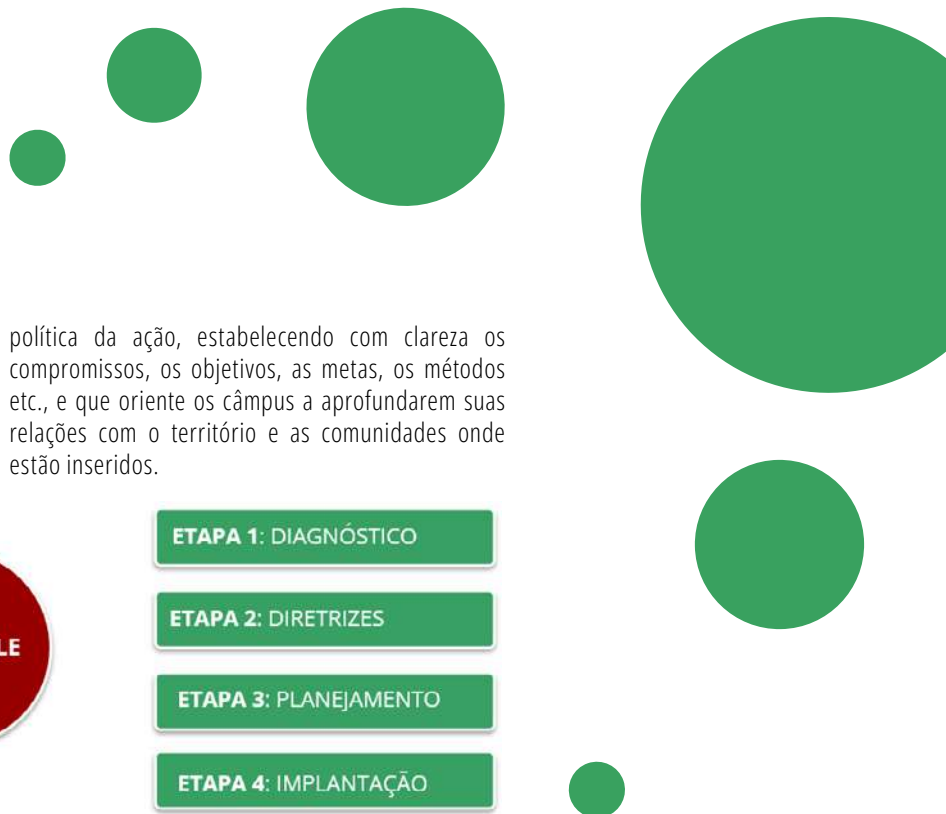 política da ação, estabelecendo com clareza os
compromissos, os objetivos, as metas, os métodos
etc., e que oriente os câmpus a aprofundarem suas
relações com o território e as comunidades onde
estão inseridos.
ETAPA 1: DIAGNÓSTICO
ETAPA 2: DIRETRIZES
LE
ETAPA 3: PLANEJAMENTO
ETAPA 4: IMPLANTAÇÃO